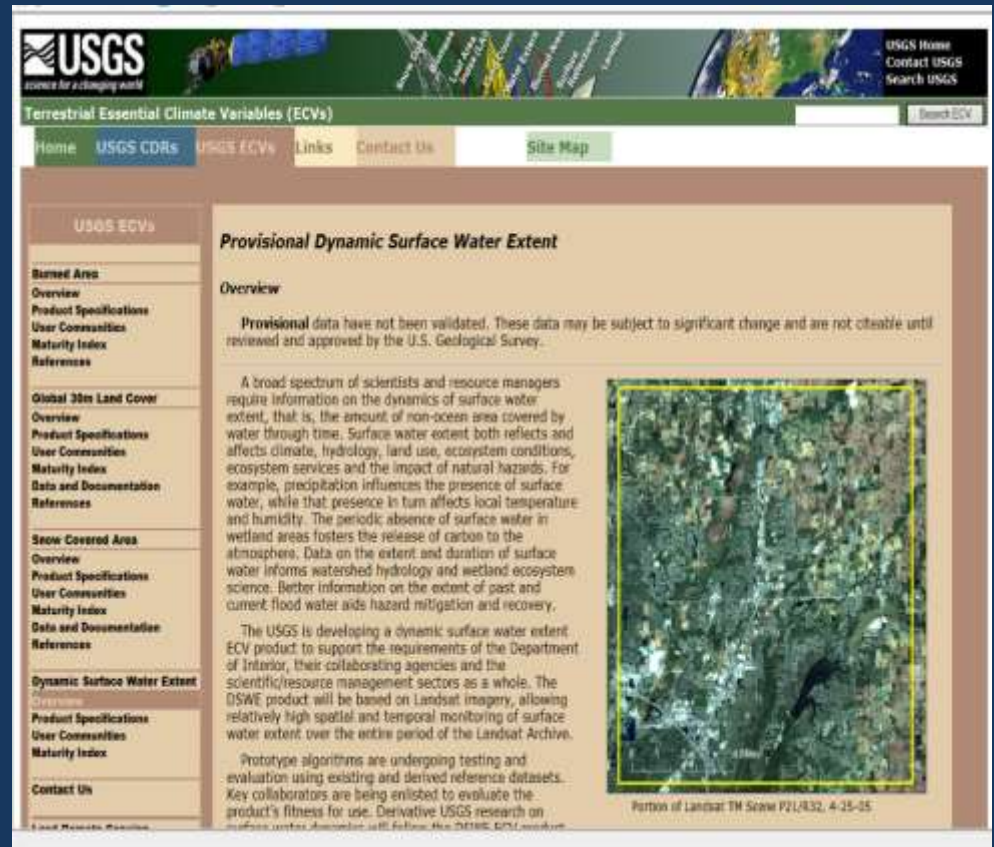 USGS
science for a changing world
USGS Home
Contact USGS
Search USGS
Terrestrial Essential Climate Variables (ECVs)
Search ECV
Home
USGS CDRs
USGS ECVs
Links
Contact Us
Site Map
USGS ECVs
Burned Area
Overview
Product Specifications
User Communities
Maturity Index
References
Global 30m Land Cover
Overview
Product Specifications
User Communities
Maturity Index
Data and Documentation
References
Snow Covered Area
Overview
Product Specifications
User Communities
Maturity Index
Data and Documentation
References
Dynamic Surface Water Extent
Overview
Product Specifications
User Communities
Maturity Index
Contact Us
Land Remote Sensing
Provisional Dynamic Surface Water Extent
Overview
Provisional data have not been validated. These data may be subject to significant change and are not citeable until
reviewed and approved by the U.S. Geological Survey.
A broad spectrum of scientists and resource managers
require information on the dynamics of surface water
extent, that is, the amount of non-ocean area covered by
water through time. Surface water extent both reflects and
affects climate, hydrology, land use, ecosystem conditions,
ecosystem services and the impact of natural hazards. For
example, precipitation influences the presence of surface
water, while that presence in turn affects local temperature
and humidity. The periodic absence of surface water in
wetland areas fosters the release of carbon to the
atmosphere. Data on the extent and duration of surface
water informs watershed hydrology and wetland ecosystem
science. Better information on the extent of past and
current flood water aids hazard mitigation and recovery.
The USGS is developing a dynamic surface water extent
ECV product to support the requirements of the Department
of Interior, their collaborating agencies and the
scientific/resource management sectors as a whole. The
DSWE product will be based on Landsat imagery, allowing
relatively high spatial and temporal monitoring of surface
water extent over the entire period of the Landsat Archive.
Prototype algorithms are undergoing testing and
evaluation using existing and derived reference datasets.
Key collaborators are being enlisted to evaluate the
product's fitness for use. Derivative USGS research on
surface water dynamics will follow the DSWE ECV product
Portion of Landsat TM Scene P21/R32, 4-25-05